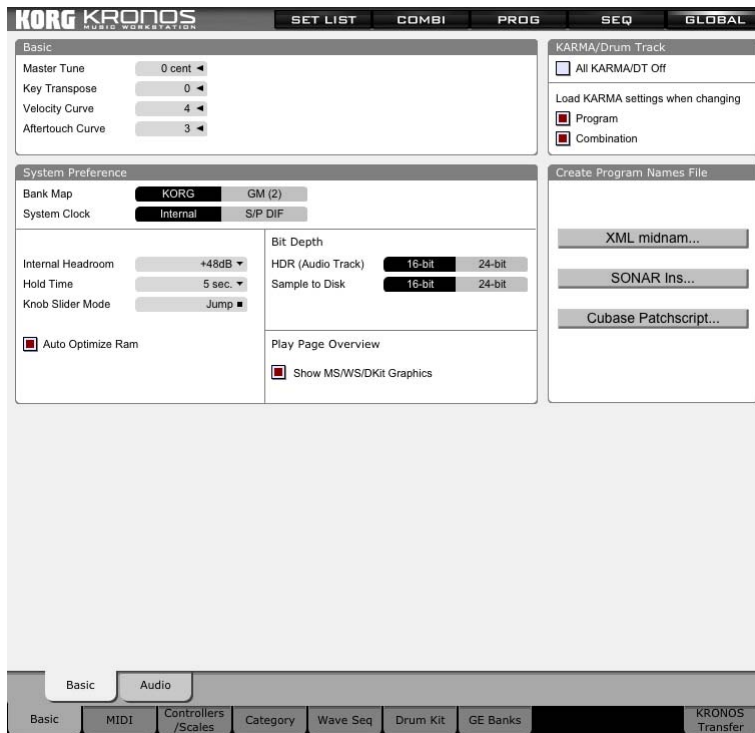 KORG KRONOS
MUSIC WORKSTATION
SET LIST COMBI PROG SEQ GLOBAL
Basic
Master Tune 0 cent
Key Transpose 0
Velocity Curve 4
Aftertouch Curve 3
KARMA/Drum Track
All KARMA/DT Off
Load KARMA settings when changing
Program
Combination
System Preference
Bank Map KORG GM (2)
System Clock Internal S/P DIF
Internal Headroom +48dB
Hold Time 5 sec.
Knob Slider Mode Jump
Auto Optimize Ram
Bit Depth
HDR (Audio Track) 16-bit 24-bit
Sample to Disk 16-bit 24-bit
Play Page Overview
Show MS/WS/DKit Graphics
Create Program Names File
XML midnam...
SONAR Ins...
Cubase Patchscript...
Basic Audio
Basic MIDI Controllers /Scales Category Wave Seq Drum Kit GE Banks KRONOS Transfer